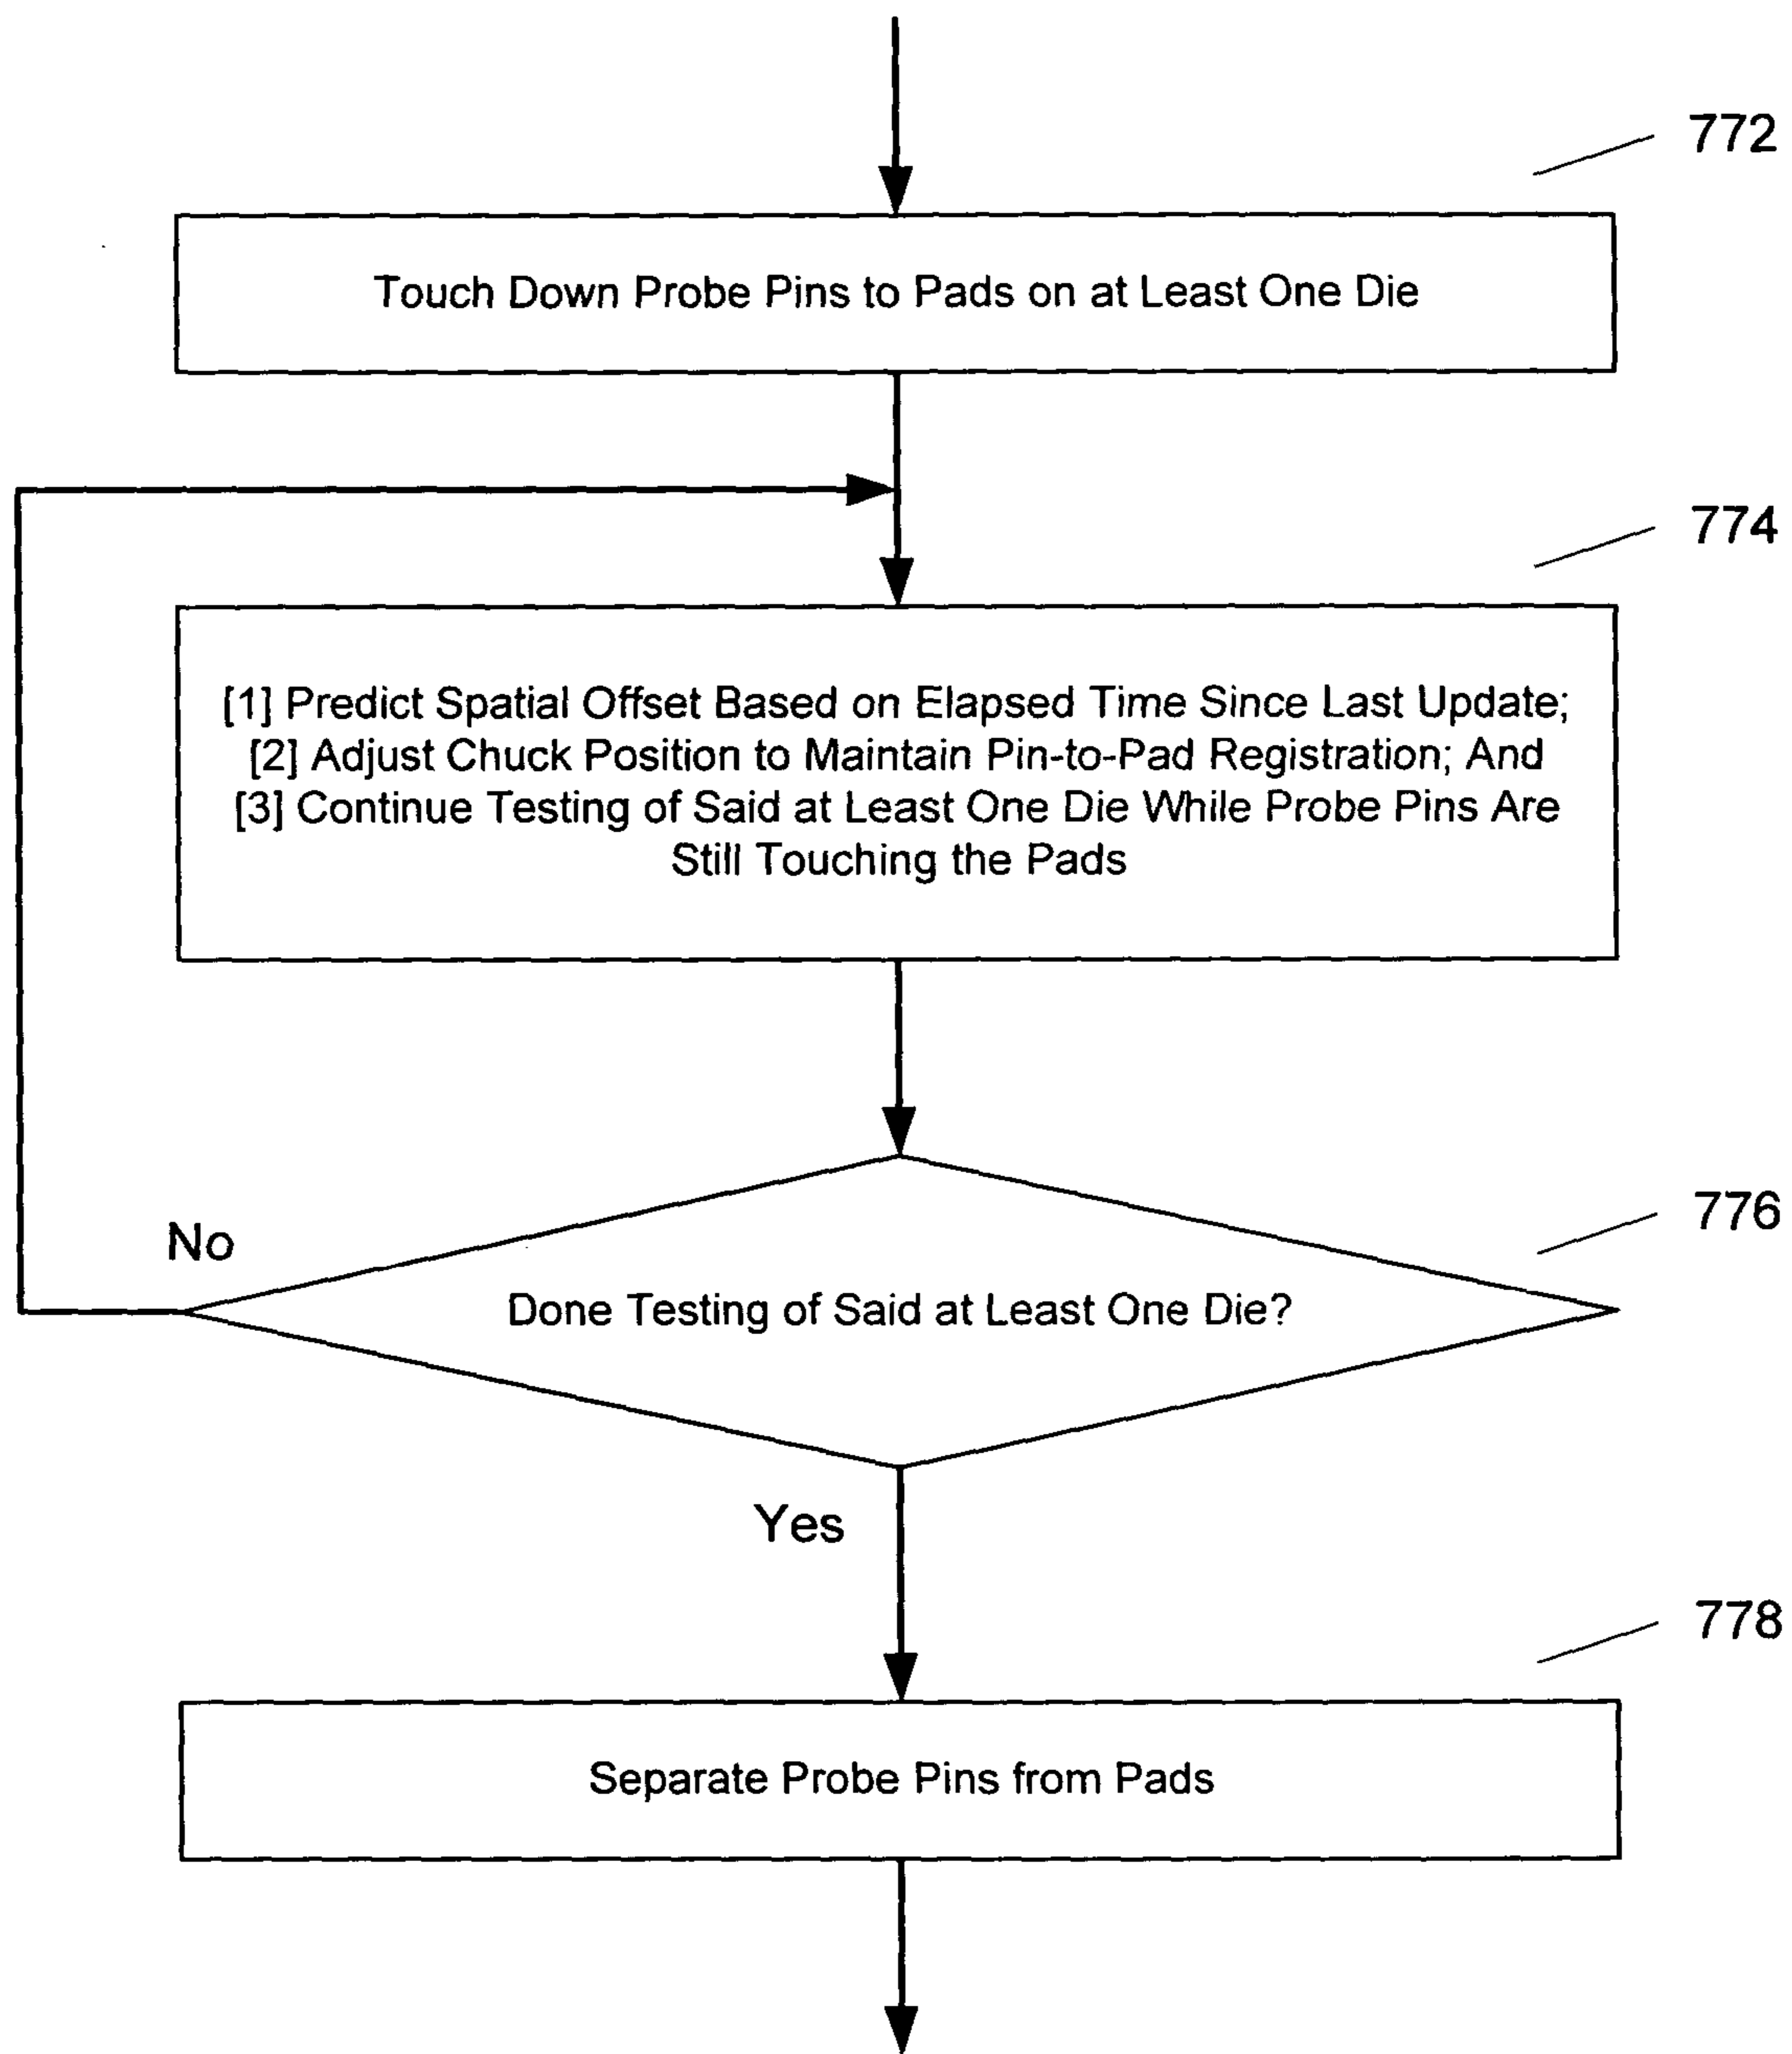 772
Touch Down Probe Pins to Pads on at Least One Die
774
[1] Predict Spatial Offset Based on Elapsed Time Since Last Update;
[2] Adjust Chuck Position to Maintain Pin-to-Pad Registration; And
[3] Continue Testing of Said at Least One Die While Probe Pins Are
Still Touching the Pads
776
No
Done Testing of Said at Least One Die?
Yes
778
Separate Probe Pins from Pads